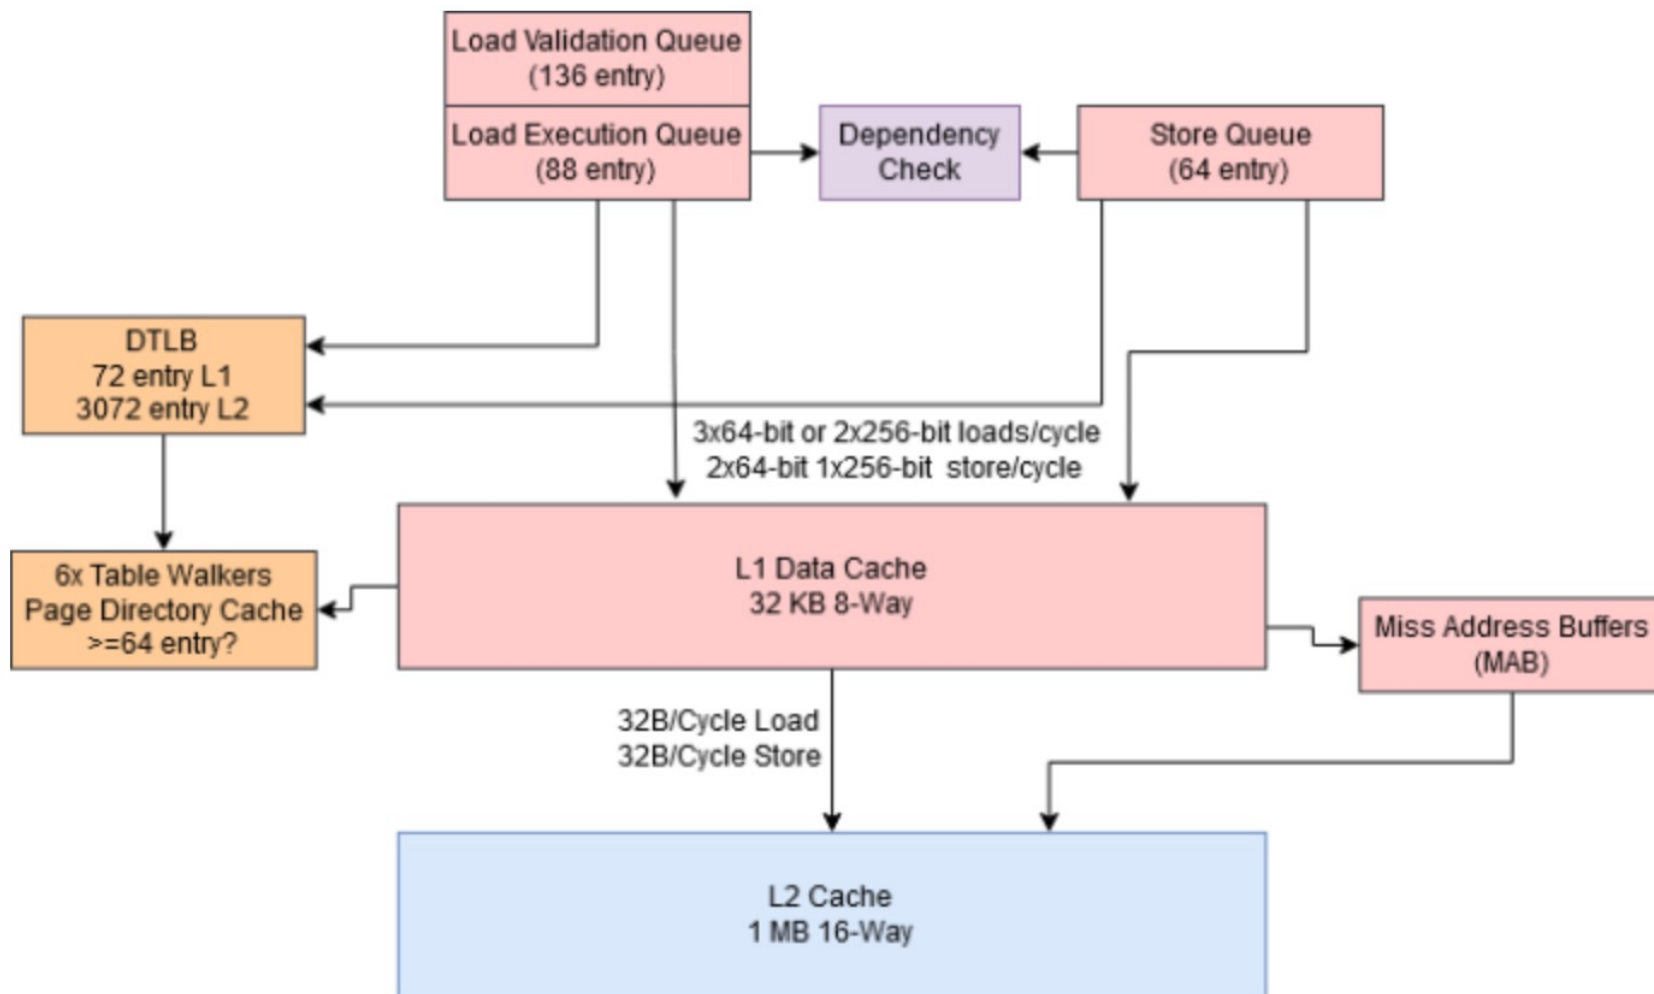 Load Validation Queue
(136 entry)
Load Execution Queue
(88 entry)
Dependency
Check
Store Queue
(64 entry)
DTLB
72 entry L1
3072 entry L2
3x64-bit or 2x256-bit loads/cycle
2x64-bit 1x256-bit store/cycle
6x Table Walkers
Page Directory Cache
>=64 entry?
L1 Data Cache
32 KB 8-Way
Miss Address Buffers
(MAB)
32B/Cycle Load
32B/Cycle Store
L2 Cache
1 MB 16-Way